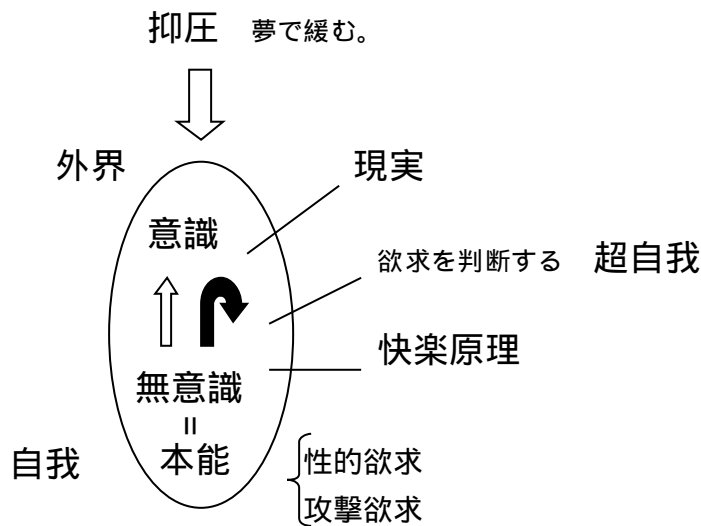 抑圧 夢で緩む。
外界 現実
意識
欲求を判断する 超自我
快楽原理
無意識
=
本能
自我
性的欲求
攻撃欲求